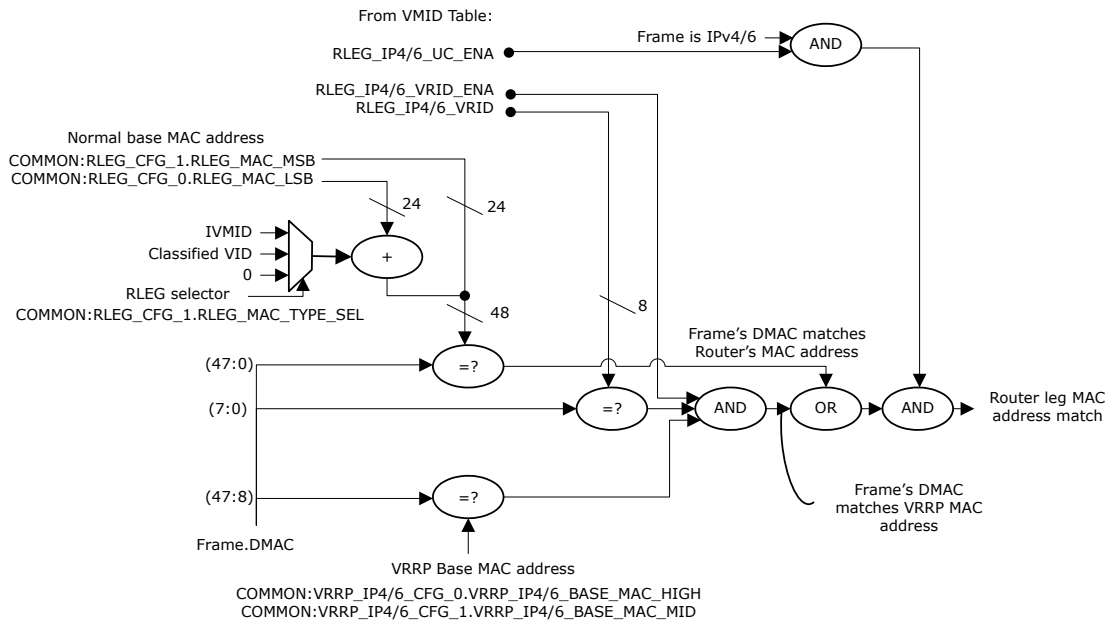 From VMID Table:
Frame is IPv4/6
AND
RLEG_IP4/6_UC_ENA
RLEG_IP4/6_VRID_ENA
RLEG_IP4/6_VRID
Normal base MAC address
COMMON:RLEG_CFG_1.RLEG_MAC_MSB
COMMON:RLEG_CFG_0.RLEG_MAC_LSB
24
24
IVMID
Classified VID
0
+
RLEG selector
COMMON:RLEG_CFG_1.RLEG_MAC_TYPE_SEL
48
8
Frame's DMAC matches
Router's MAC address
(47:0)
=?
(7:0)
=?
AND
OR
AND
Router leg MAC
address match
(47:8)
=?
Frame's DMAC
matches VRRP MAC
address
Frame.DMAC
VRRP Base MAC address
COMMON:VRRP_IP4/6_CFG_0.VRRP_IP4/6_BASE_MAC_HIGH
COMMON:VRRP_IP4/6_CFG_1.VRRP_IP4/6_BASE_MAC_MID